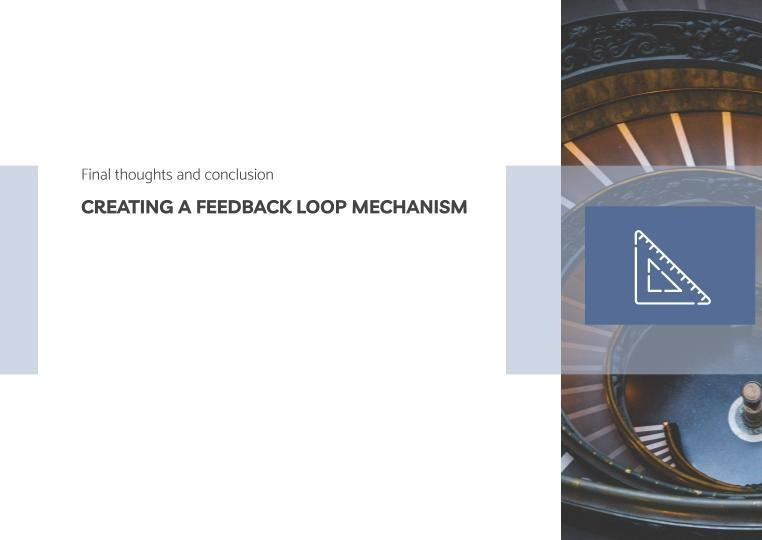 Final thoughts and conclusion
CREATING A FEEDBACK LOOP MECHANISM